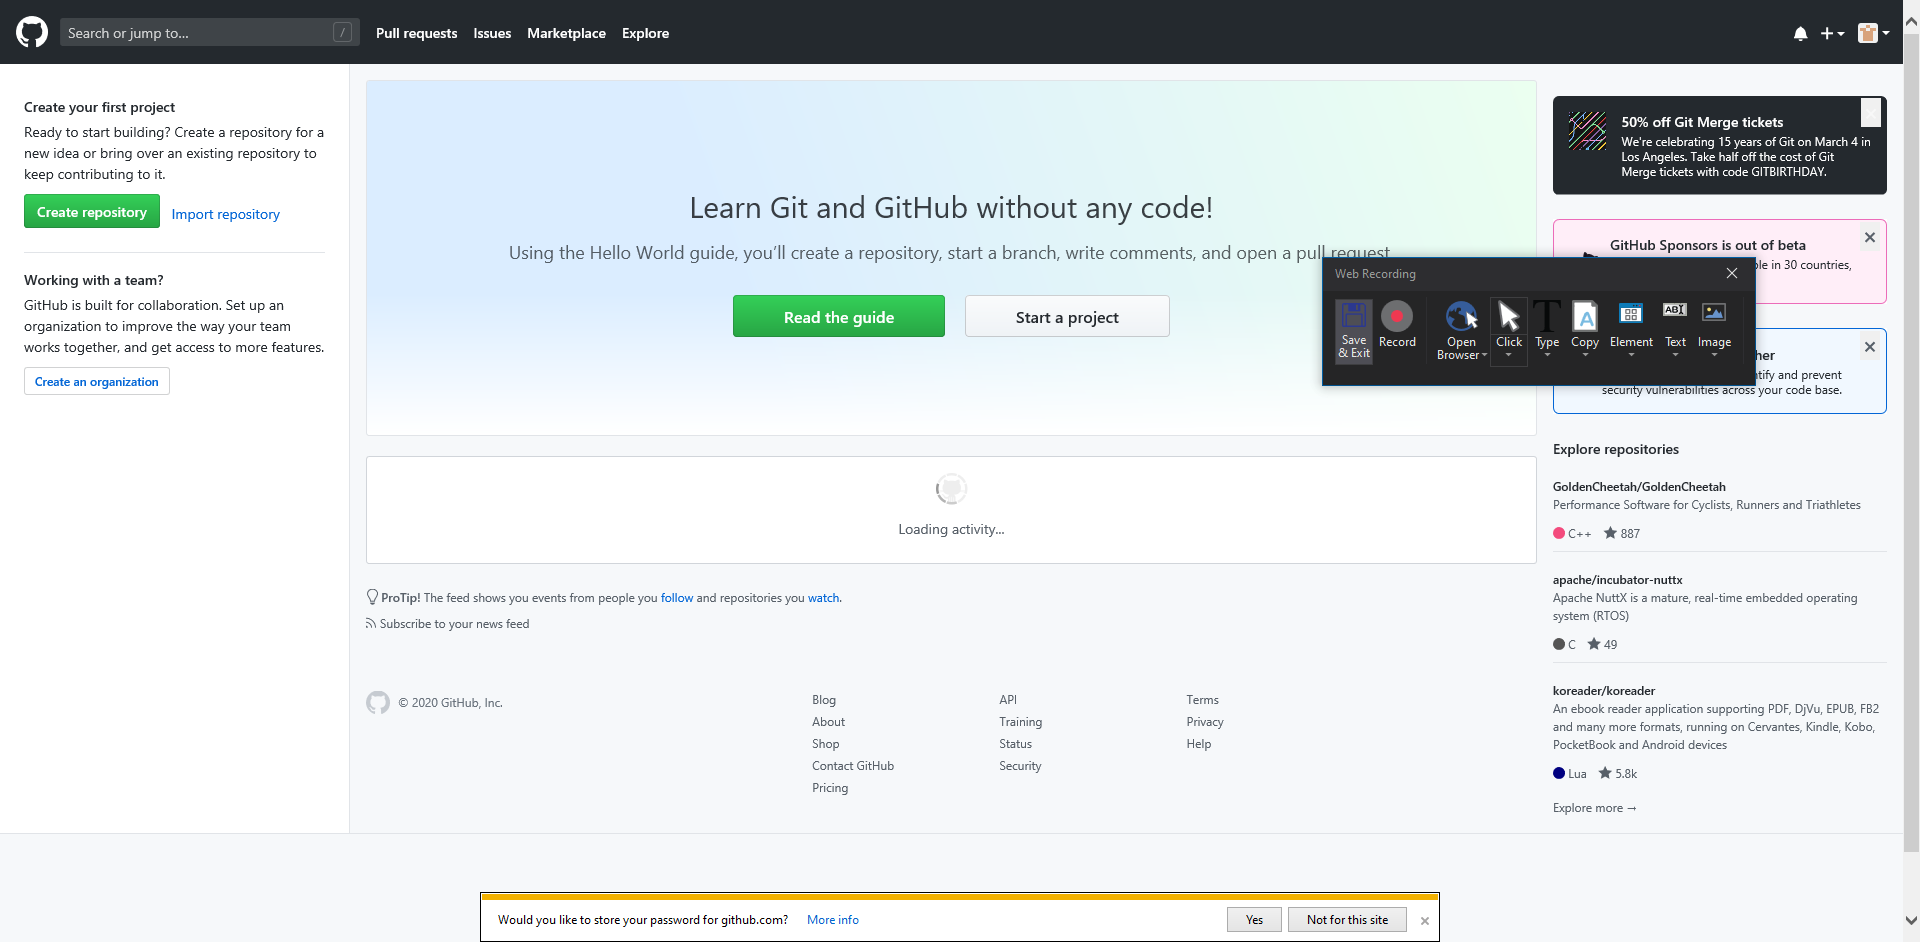 Search or jump to...
/
Pull requests
Issues
Marketplace
Explore
Create your first project
Ready to start building? Create a repository for a
new idea or bring over an existing repository to
keep contributing to it.
Create repository
Import repository
Working with a team?
GitHub is built for collaboration. Set up an
organization to improve the way your team
works together, and get access to more features.
Create an organization
Learn Git and GitHub without any code!
Using the Hello World guide, you’ll create a repository, start a branch, write comments, and open a pull request.
Read the guide
Start a project
Loading activity...
ProTip! The feed shows you events from people you follow and repositories you watch.
Subscribe to your news feed
50% off Git Merge tickets
We're celebrating 15 years of Git on March 4 in
Los Angeles. Take half off the cost of Git
Merge tickets with code GITBIRTHDAY.
GitHub Sponsors is out of beta
in 30 countries,
Web Recording
Save
& Exit
Record
Open
Browser
Click
Type
Copy
Element
Text
Image
and prevent
security vulnerabilities across your code base.
Explore repositories
GoldenCheetah/GoldenCheetah
Performance Software for Cyclists, Runners and Triathletes
C++ 887
apache/incubator-nuttx
Apache NuttX is a mature, real-time embedded operating
system (RTOS)
C 49
koreader/koreader
An ebook reader application supporting PDF, DjVu, EPUB, FB2
and many more formats, running on Cervantes, Kindle, Kobo,
PocketBook and Android devices
Lua 5.8k
Explore more →
© 2020 GitHub, Inc.
Blog
About
Shop
Contact GitHub
Pricing
API
Training
Status
Security
Terms
Privacy
Help
Would you like to store your password for github.com? More info
Yes
Not for this site